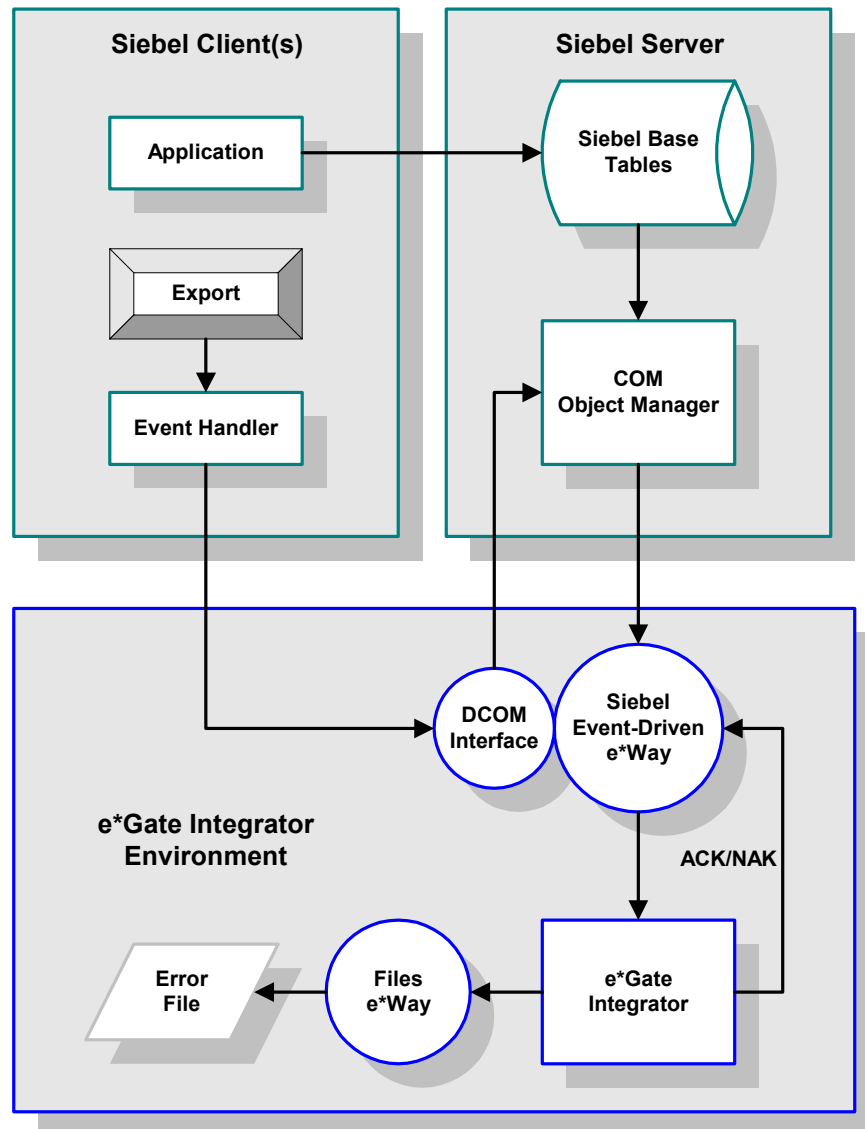 Siebel Client(s)
Siebel Server
Application
Siebel Base
Tables
Export
COM
Object Manager
Event Handler
DCOM
Interface
Siebel
Event-Driven
e*Way
e*Gate Integrator
Environment
ACK/NAK
Error
File
Files
e*Way
e*Gate
Integrator